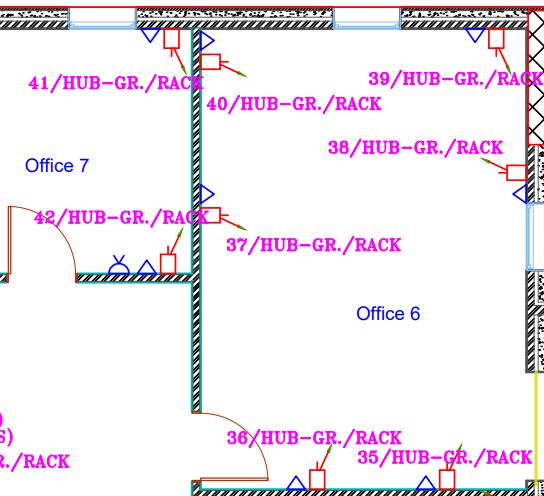 41/HUB-GR./RACK
39/HUB-GR./RACK
40/HUB-GR./RACK
38/HUB-GR./RACK
Office 7
42/HUB-GR./RACK
37/HUB-GR./RACK
Office 6
)
S)
R./RACK
36/HUB-GR./RACK
35/HUB-GR./RACK